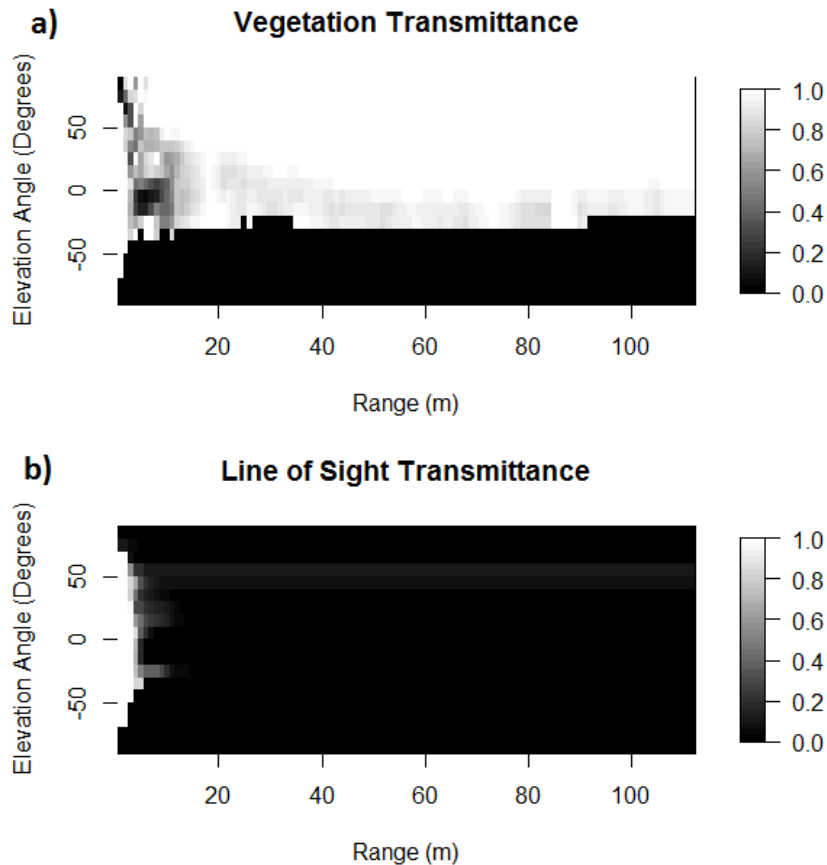 a) Vegetation Transmittance
Elevation Angle (Degrees)
50
0
-50
20 40 60 80 100
Range (m)
1.0
0.8
0.6
0.4
0.2
0.0
b) Line of Sight Transmittance
Elevation Angle (Degrees)
50
0
-50
20 40 60 80 100
Range (m)
1.0
0.8
0.6
0.4
0.2
0.0